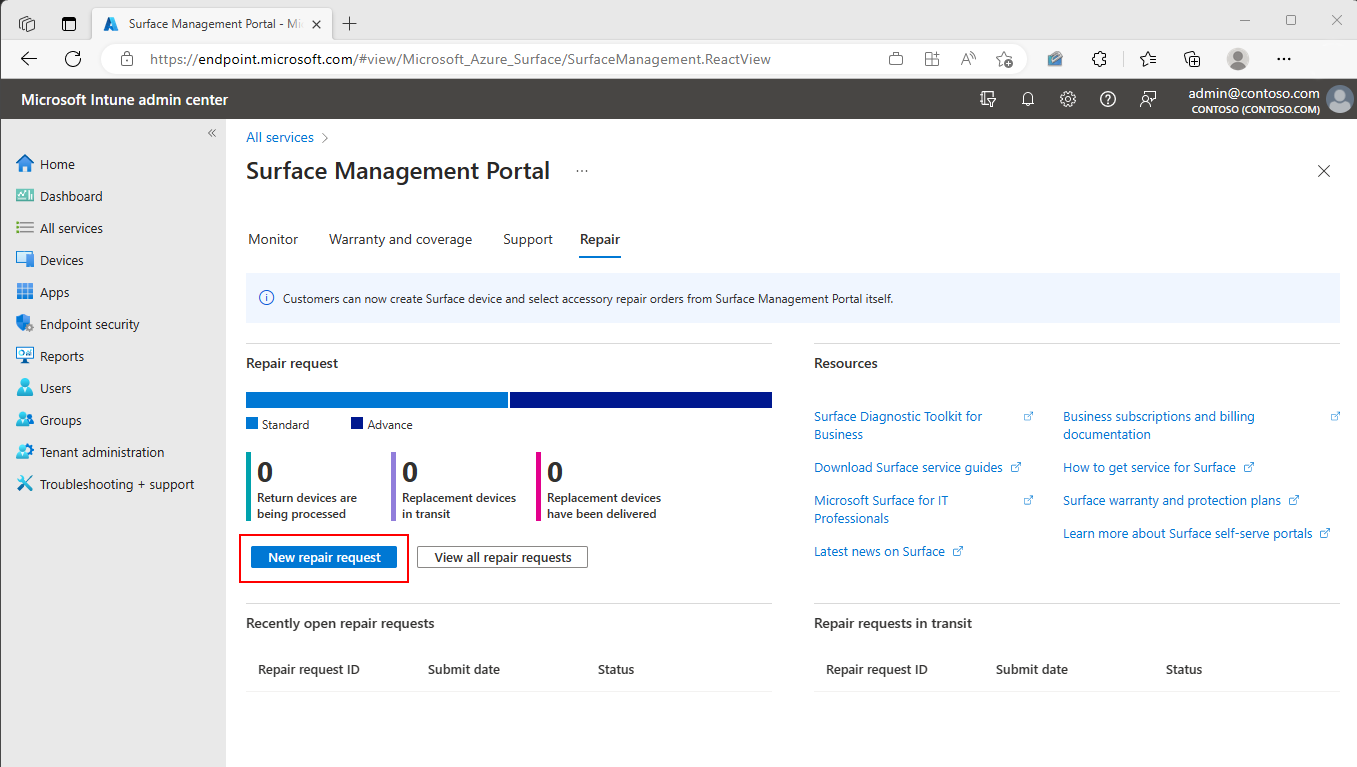 Surface Management Portal - Mi
https://endpoint.microsoft.com/#view/Microsoft_Azure_Surface/SurfaceManagement.ReactView
Microsoft Intune admin center
admin@contoso.com
CONTOSO (CONTOSO.COM)
Home
Dashboard
All services
Devices
Apps
Endpoint security
Reports
Users
Groups
Tenant administration
Troubleshooting + support
All services
Surface Management Portal
Monitor
Warranty and coverage
Support
Repair
Customers can now create Surface device and select accessory repair orders from Surface Management Portal itself.
Repair request
Standard
Advance
0
Return devices are
being processed
0
Replacement devices
in transit
0
Replacement devices
have been delivered
New repair request
View all repair requests
Resources
Surface Diagnostic Toolkit for
Business
Download Surface service guides
Microsoft Surface for IT
Professionals
Latest news on Surface
Business subscriptions and billing
documentation
How to get service for Surface
Surface warranty and protection plans
Learn more about Surface self-serve portals
Recently open repair requests
Repair request ID
Submit date
Status
Repair requests in transit
Repair request ID
Submit date
Status